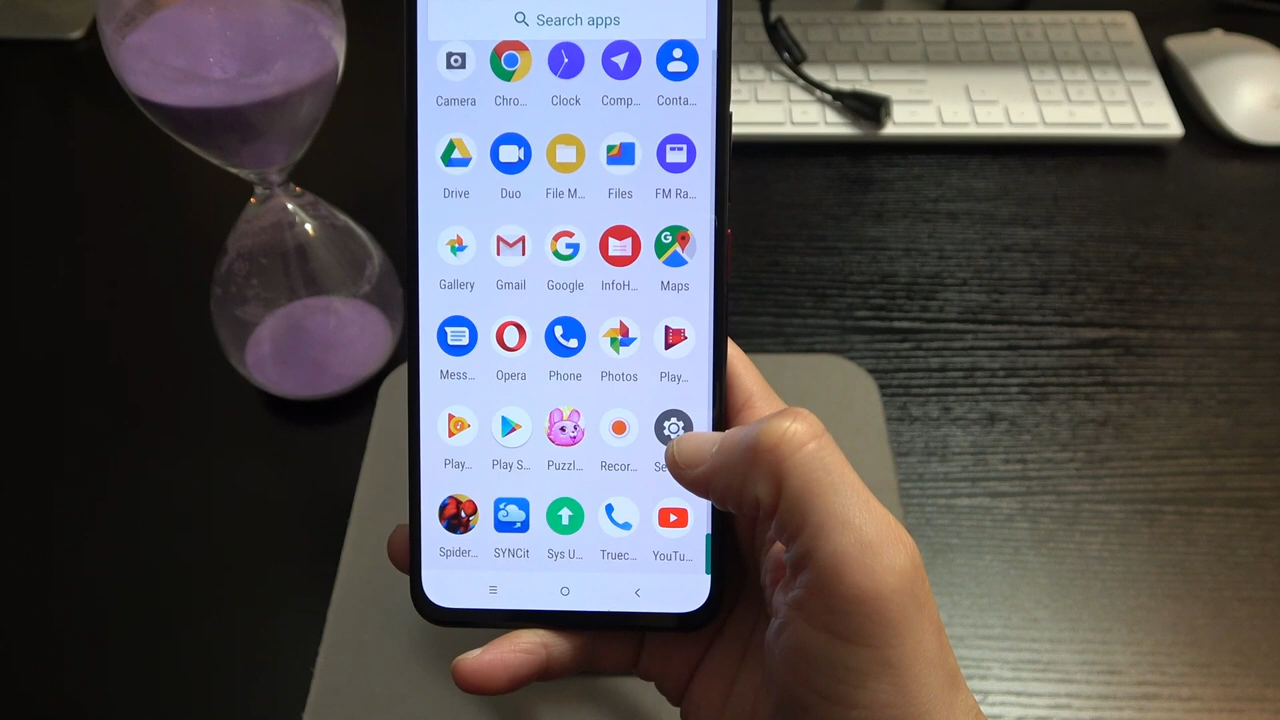 Search apps
Camera Chro... Clock Comp... Conta...
Drive Duo File M... Files FM Ra...
Gallery Gmail Google InfoH... Maps
Mess... Opera Phone Photos Play...
Play... Play S... Puzzl... Recor... Se
Spider... SYNCit Sys U... Truec... YouTu...